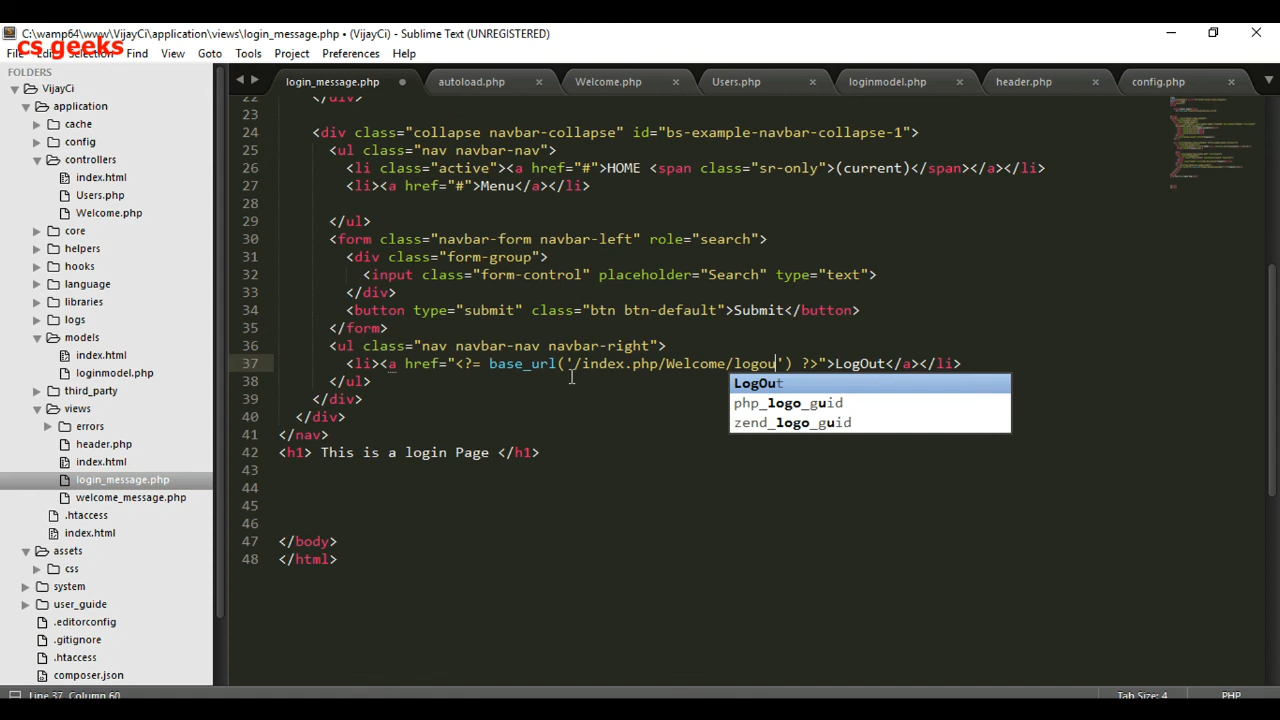 C:\wamp64\www\VijayCi\application\views\login_message.php • (VijayCi) - Sublime Text (UNREGISTERED)
cs geeks
File Edit Selection Find View Goto Tools Project Preferences Help
FOLDERS
VijayCi
application
cache
config
controllers
index.html
Users.php
Welcome.php
core
helpers
hooks
language
libraries
logs
models
index.html
loginmodel.php
third_party
views
errors
header.php
index.html
login_message.php
welcome_message.php
.htaccess
index.html
assets
css
system
user_guide
.editorconfig
.gitignore
.htaccess
composer.json
login_message.php autoload.php Welcome.php Users.php loginmodel.php header.php config.php
22 </div>
23
24 <div class="collapse navbar-collapse" id="bs-example-navbar-collapse-1">
25 <ul class="nav navbar-nav">
26 <li class="active"><a href="#">HOME <span class="sr-only">(current)</span></a></li>
27 <li><a href="#">Menu</a></li>
28
29 </ul>
30 <form class="navbar-form navbar-left" role="search">
31 <div class="form-group">
32 <input class="form-control" placeholder="Search" type="text">
33 </div>
34 <button type="submit" class="btn btn-default">Submit</button>
35 </form>
36 <ul class="nav navbar-nav navbar-right">
37 <li><a href="<?= base_url('/index.php/Welcome/logou') ?>">LogOut</a></li>
38 </ul>
39 </div>
40 </div>
41 </nav>
42 <h1> This is a login Page </h1>
43
44
45
46
47 </body>
48 </html>
LogOut
php_logo_guid
zend_logo_guid
Line 37, Column 60
Tab Size: 4 PHP